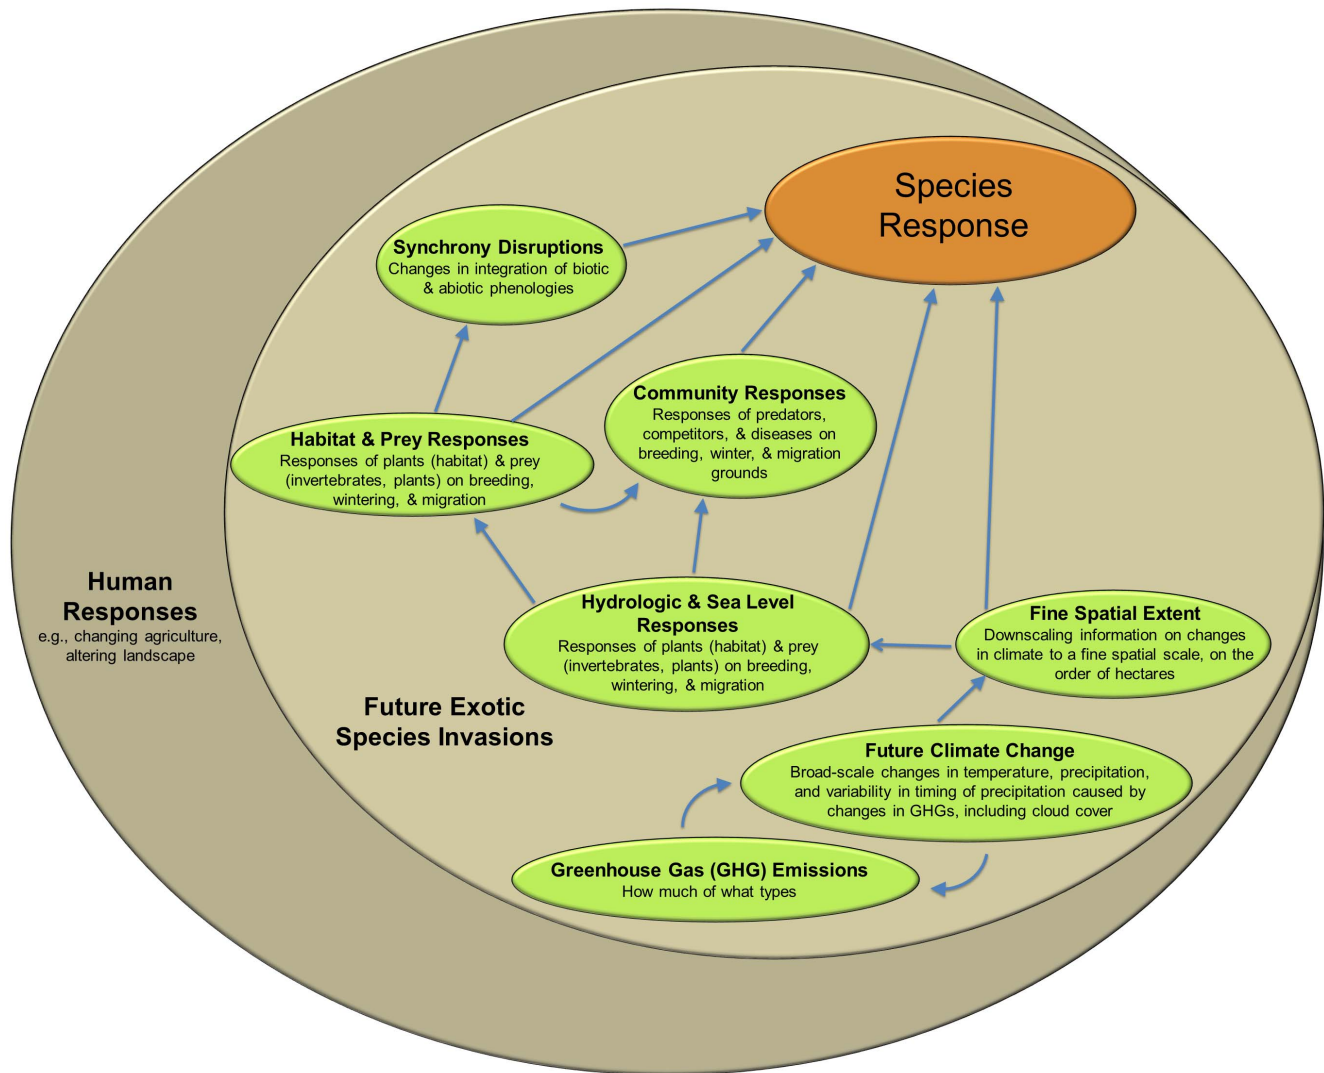 Species
Response
Synchrony Disruptions
Changes in integration of biotic
& abiotic phenologies
Community Responses
Responses of predators,
competitors, & diseases on
breeding, winter, & migration
grounds
Habitat & Prey Responses
Responses of plants (habitat) & prey
(invertebrates, plants) on breeding,
wintering, & migration
Human
Responses
e.g., changing agriculture,
altering landscape
Hydrologic & Sea Level
Responses
Responses of plants (habitat) & prey
(invertebrates, plants) on breeding,
wintering, & migration
Fine Spatial Extent
Downscaling information on changes
in climate to a fine spatial scale, on the
order of hectares
Future Exotic
Species Invasions
Future Climate Change
Broad-scale changes in temperature, precipitation,
and variability in timing of precipitation caused by
changes in GHGs, including cloud cover
Greenhouse Gas (GHG) Emissions
How much of what types